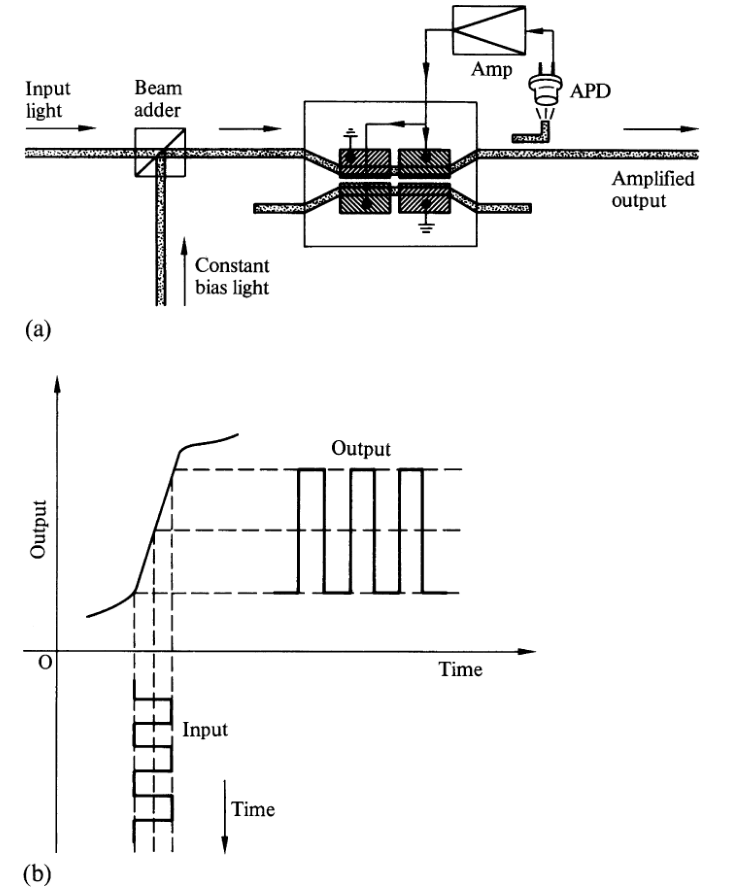 Amp
APD
Input
light
Beam
adder
Amplified
output
Constant
bias light
(a)
Output
Output
O
Time
Input
Time
(b)